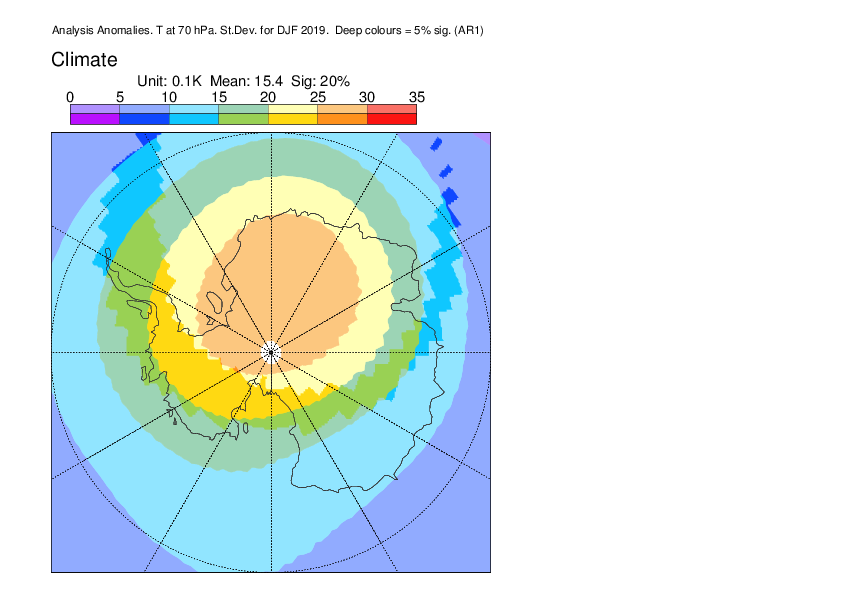 Analysis Anomalies. T at 70 hPa. St.Dev. for DJF 2019.  Deep colours = 5% sig. (AR1)
Climate
Unit: 0.1K  Mean: 15.4  Sig: 20%
0 5 10 15 20 25 30 35